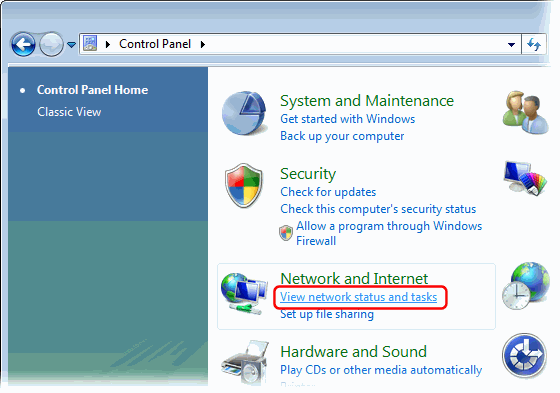 Control Panel
Control Panel Home
Classic View
System and Maintenance
Get started with Windows
Back up your computer
Security
Check for updates
Check this computer's security status
Allow a program through Windows
Firewall
Network and Internet
View network status and tasks
Set up file sharing
Hardware and Sound
Play CDs or other media automatically
Printer